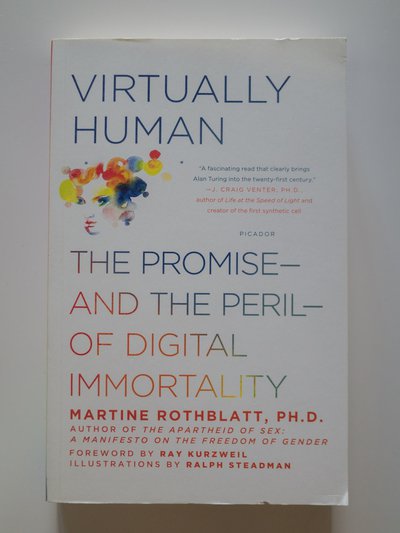 VIRTUALLY
HUMAN
"A fascinating read that clearly brings
Alan Turing into the twenty-first century."
—J. CRAIG VENTER, PH.D.,
author of Life at the Speed of Light and
creator of the first synthetic cell
PICADOR
THE PROMISE—
AND THE PERIL—
OF DIGITAL
IMMORTALITY
MARTINE ROTHBLATT, PH.D.
AUTHOR OF THE APARTHEID OF SEX:
A MANIFESTO ON THE FREEDOM OF GENDER
FOREWORD BY RAY KURZWEIL
ILLUSTRATIONS BY RALPH STEADMAN